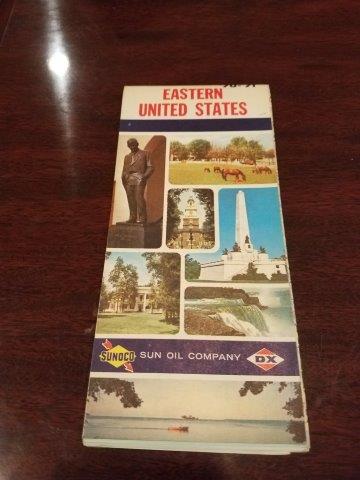 EASTERN
UNITED STATES
SUNOCO SUN OIL COMPANY DX